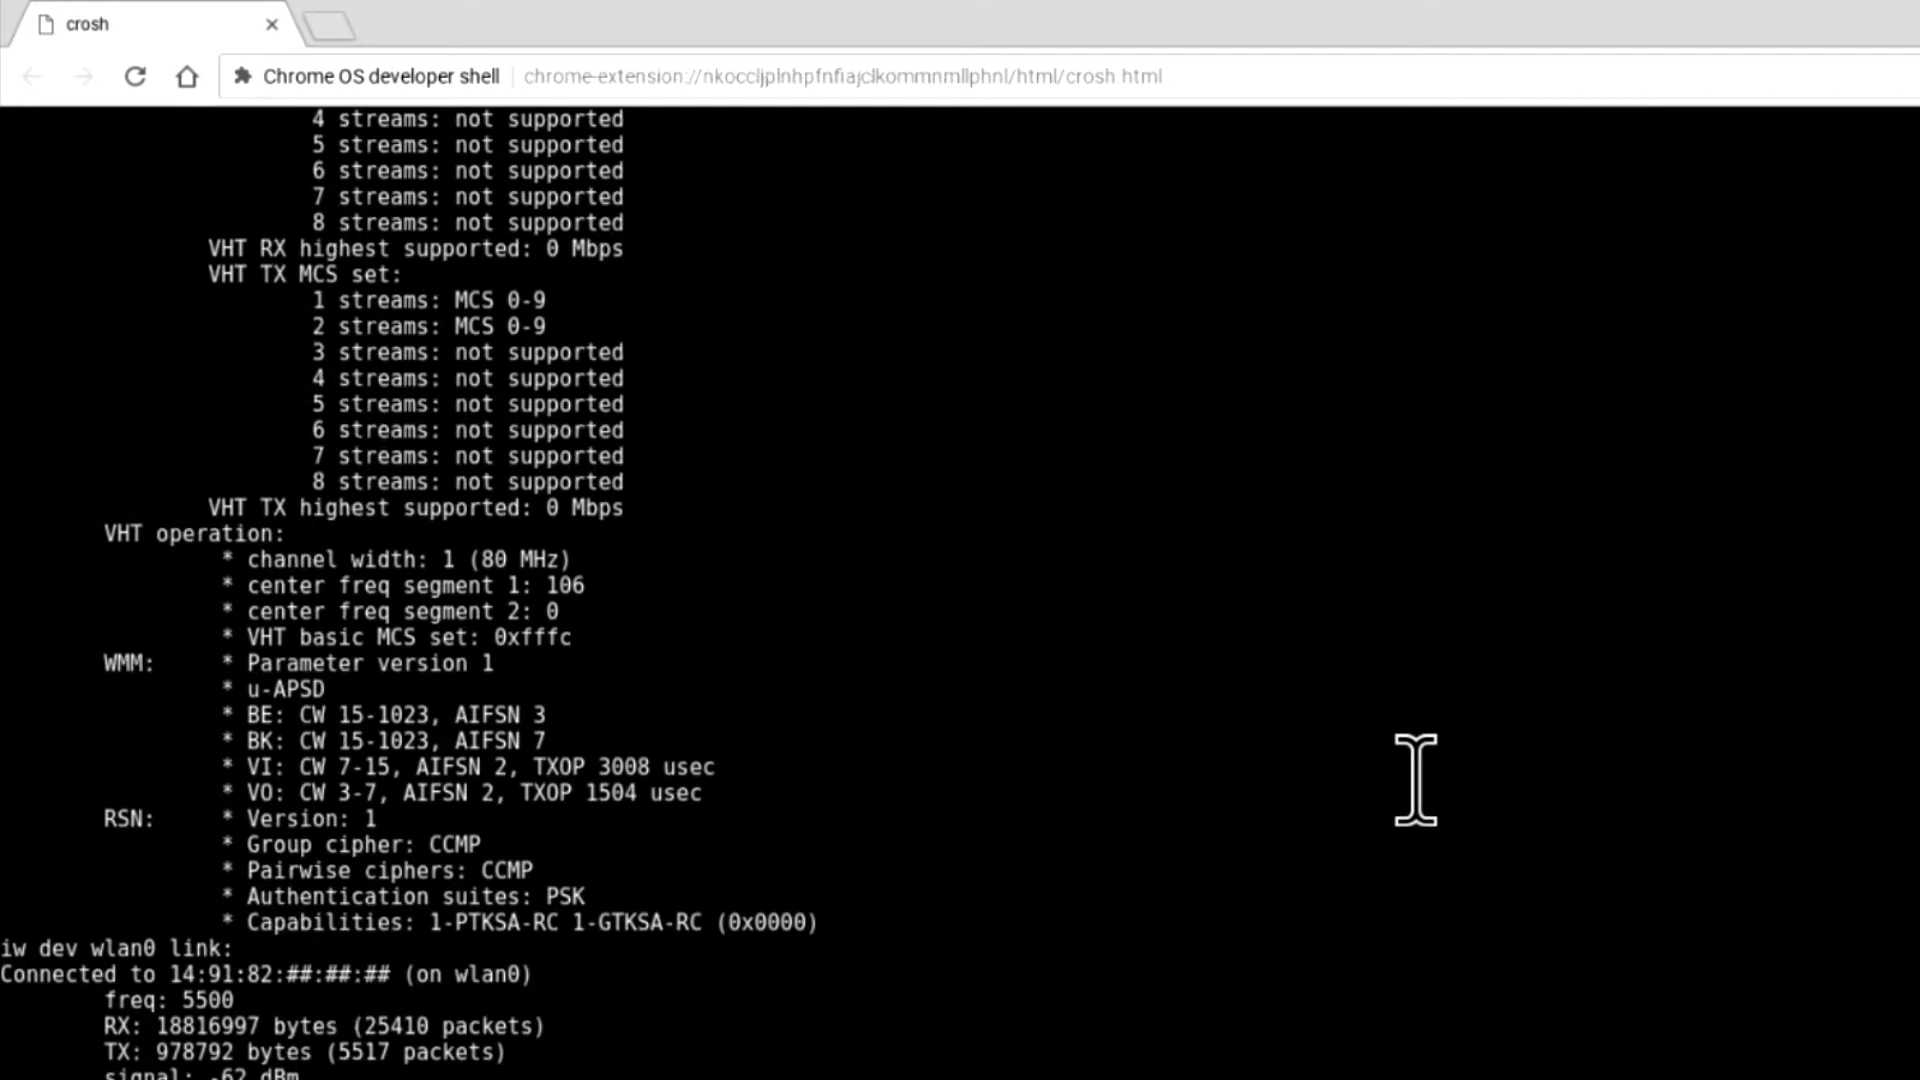 crosh
Chrome OS developer shell chrome-extension://nkoccljplnhpfnfiajclkommnmllphnl/html/crosh.html
4 streams: not supported
5 streams: not supported
6 streams: not supported
7 streams: not supported
8 streams: not supported
VHT RX highest supported: 0 Mbps
VHT TX MCS set:
1 streams: MCS 0-9
2 streams: MCS 0-9
3 streams: not supported
4 streams: not supported
5 streams: not supported
6 streams: not supported
7 streams: not supported
8 streams: not supported
VHT TX highest supported: 0 Mbps
VHT operation:
* channel width: 1 (80 MHz)
* center freq segment 1: 106
* center freq segment 2: 0
* VHT basic MCS set: 0xfffc
WMM: * Parameter version 1
* u-APSD
* BE: CW 15-1023, AIFSN 3
* BK: CW 15-1023, AIFSN 7
* VI: CW 7-15, AIFSN 2, TXOP 3008 usec
* VO: CW 3-7, AIFSN 2, TXOP 1504 usec
RSN: * Version: 1
* Group cipher: CCMP
* Pairwise ciphers: CCMP
* Authentication suites: PSK
* Capabilities: 1-PTKSA-RC 1-GTKSA-RC (0x0000)
iw dev wlan0 link:
Connected to 14:91:82:##:##:## (on wlan0)
freq: 5500
RX: 18816997 bytes (25410 packets)
TX: 978792 bytes (5517 packets)
signal: -62 dBm